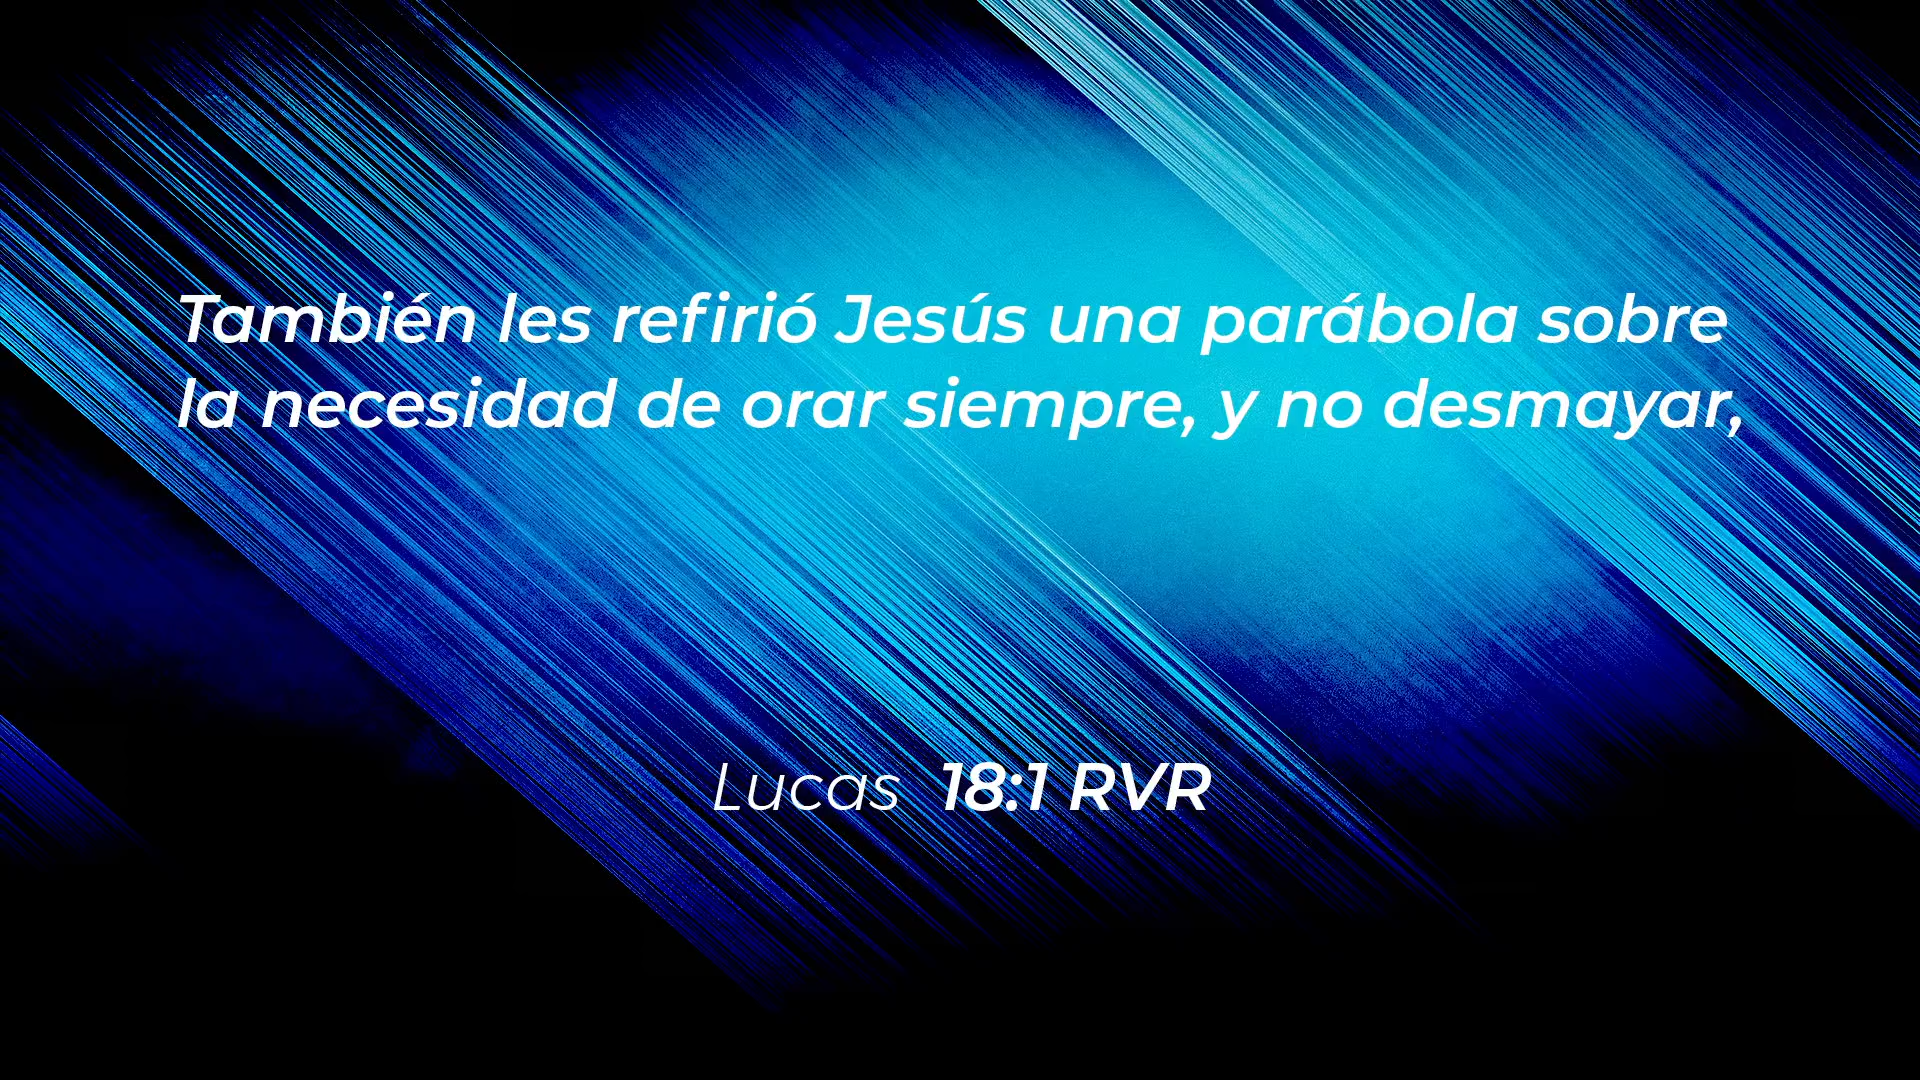 También les refirió Jesús una parábola sobre
la necesidad de orar siempre, y no desmayar,
Lucas 18:1 RVR